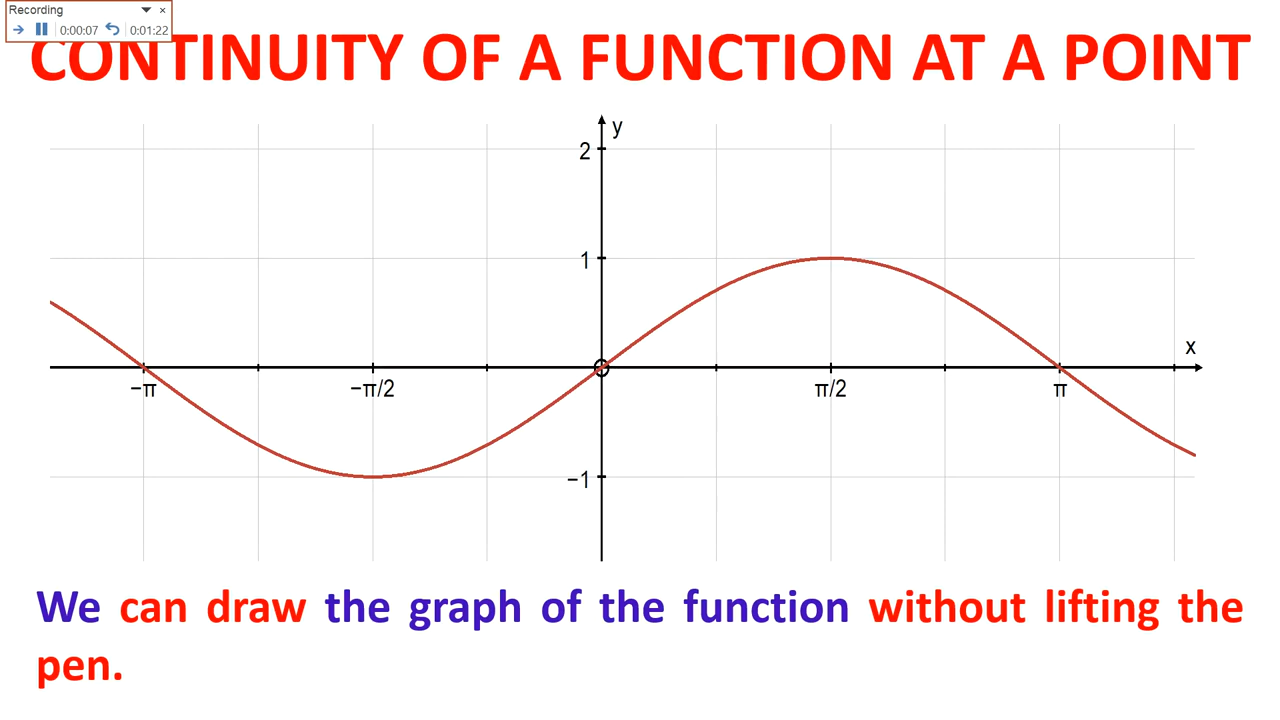 Recording
0:00:07 0:01:22
CONTINUITY OF A FUNCTION AT A POINT
y
2
1
x
−π −π/2 π/2 π
−1
We can draw the graph of the function without lifting the
pen.